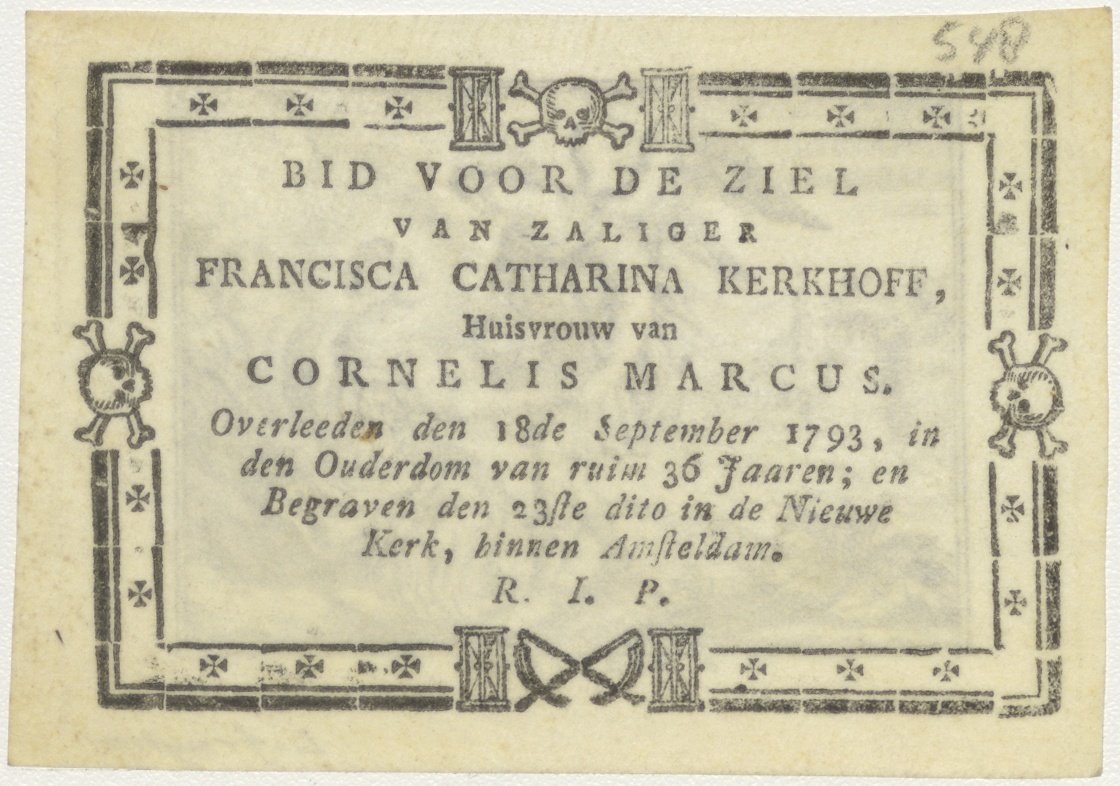 548
BID VOOR DE ZIEL
VAN ZALIGER
FRANCISCA CATHARINA KERKHOFF,
Huisvrouw van
CORNELIS MARCUS.
Overleeden den 18de September 1793, in
den Ouderdom van ruim 36 Jaaren; en
Begraven den 23ſte dito in de Nieuwe
Kerk, binnen Amſteldam.
R. I. P.